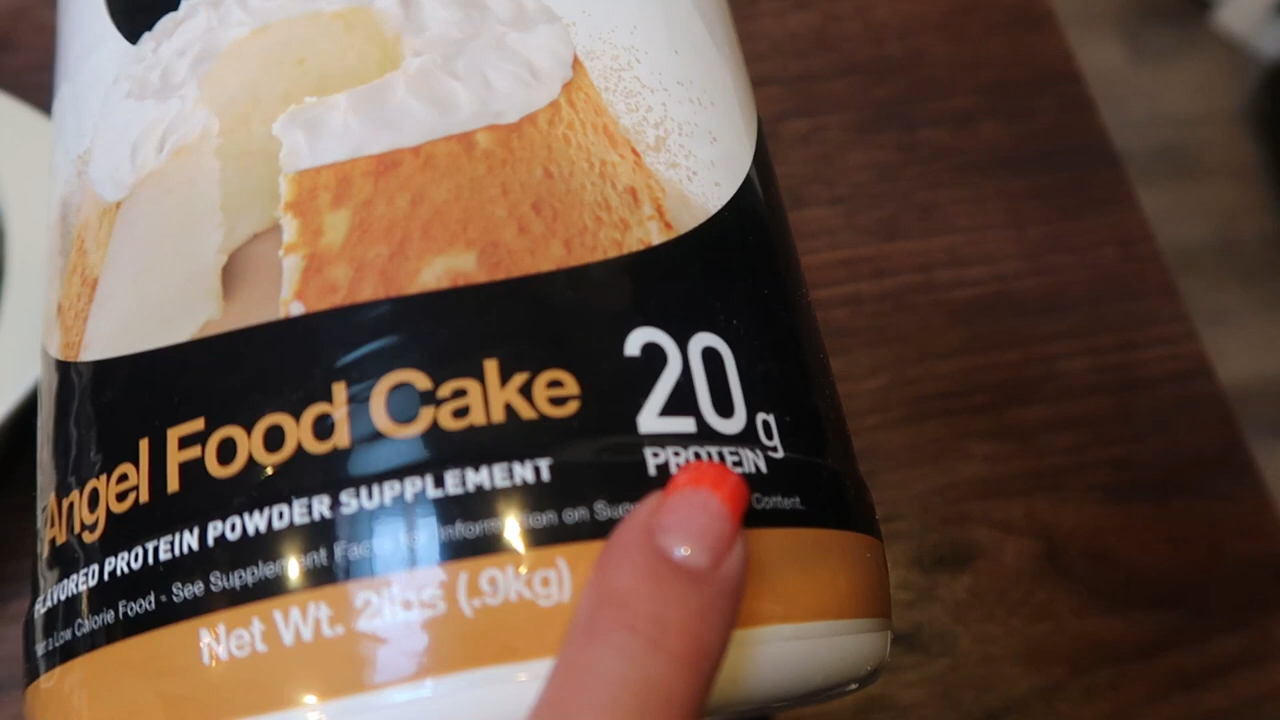 Angel Food Cake
20 g
PROTEIN
FLAVORED PROTEIN POWDER SUPPLEMENT
a Low Calorie Food - See Supplement Facts for Information on Content.
Net Wt. 2lbs (.9kg)